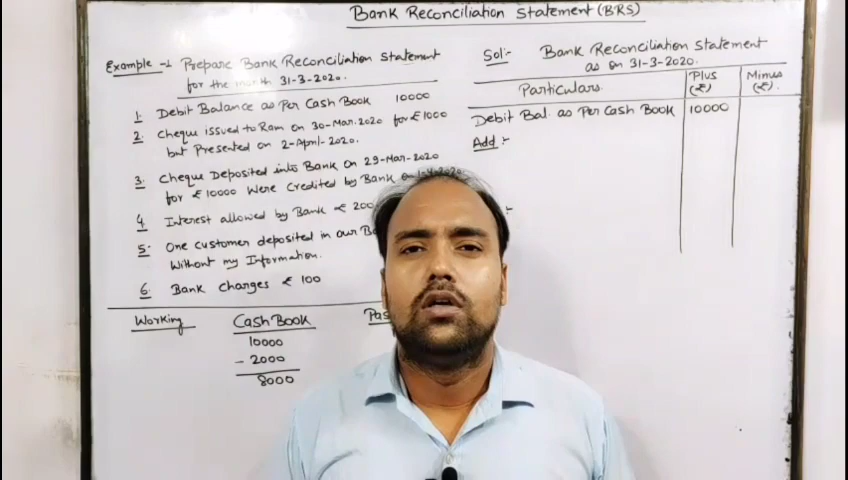 Bank Reconciliation Statement (BRS)
Example -1 Prepare Bank Reconciliation Statement
for the month 31-3-2020.
1. Debit Balance as Per Cash Book 10000
2. Cheque issued to Ram on 30-Mar.2020 for ₹1000
but Presented on 2-April-2020.
3. Cheque Deposited into Bank on 29-Mar-2020
for ₹10000 Were Credited by Bank
4. Interest allowed by Bank ₹ 200
5. One customer deposited in our
Without my Information.
6. Bank charges ₹ 100
Working
Cash Book
10000
- 2000
8000
Sol:- Bank Reconciliation Statement
as on 31-3-2020.
Particulars Plus (₹) Minus (₹)
Debit Bal. as Per Cash Book 10000
Add :-